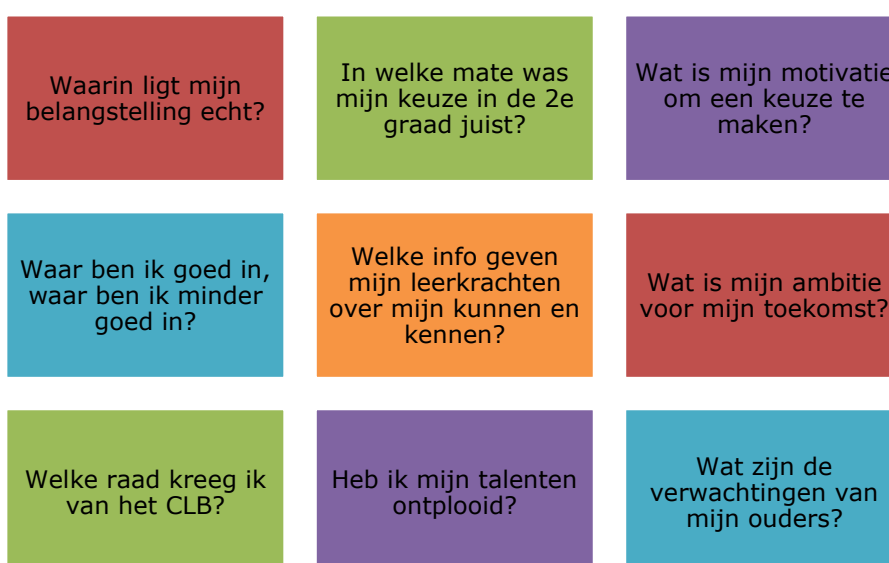 Waarin ligt mijn
belangstelling echt?
In welke mate was
mijn keuze in de 2e
graad juist?
Wat is mijn motivatie
om een keuze te
maken?
Waar ben ik goed in,
waar ben ik minder
goed in?
Welke info geven
mijn leerkrachten
over mijn kunnen en
kennen?
Wat is mijn ambitie
voor mijn toekomst?
Welke raad kreeg ik
van het CLB?
Heb ik mijn talenten
ontplooid?
Wat zijn de
verwachtingen van
mijn ouders?